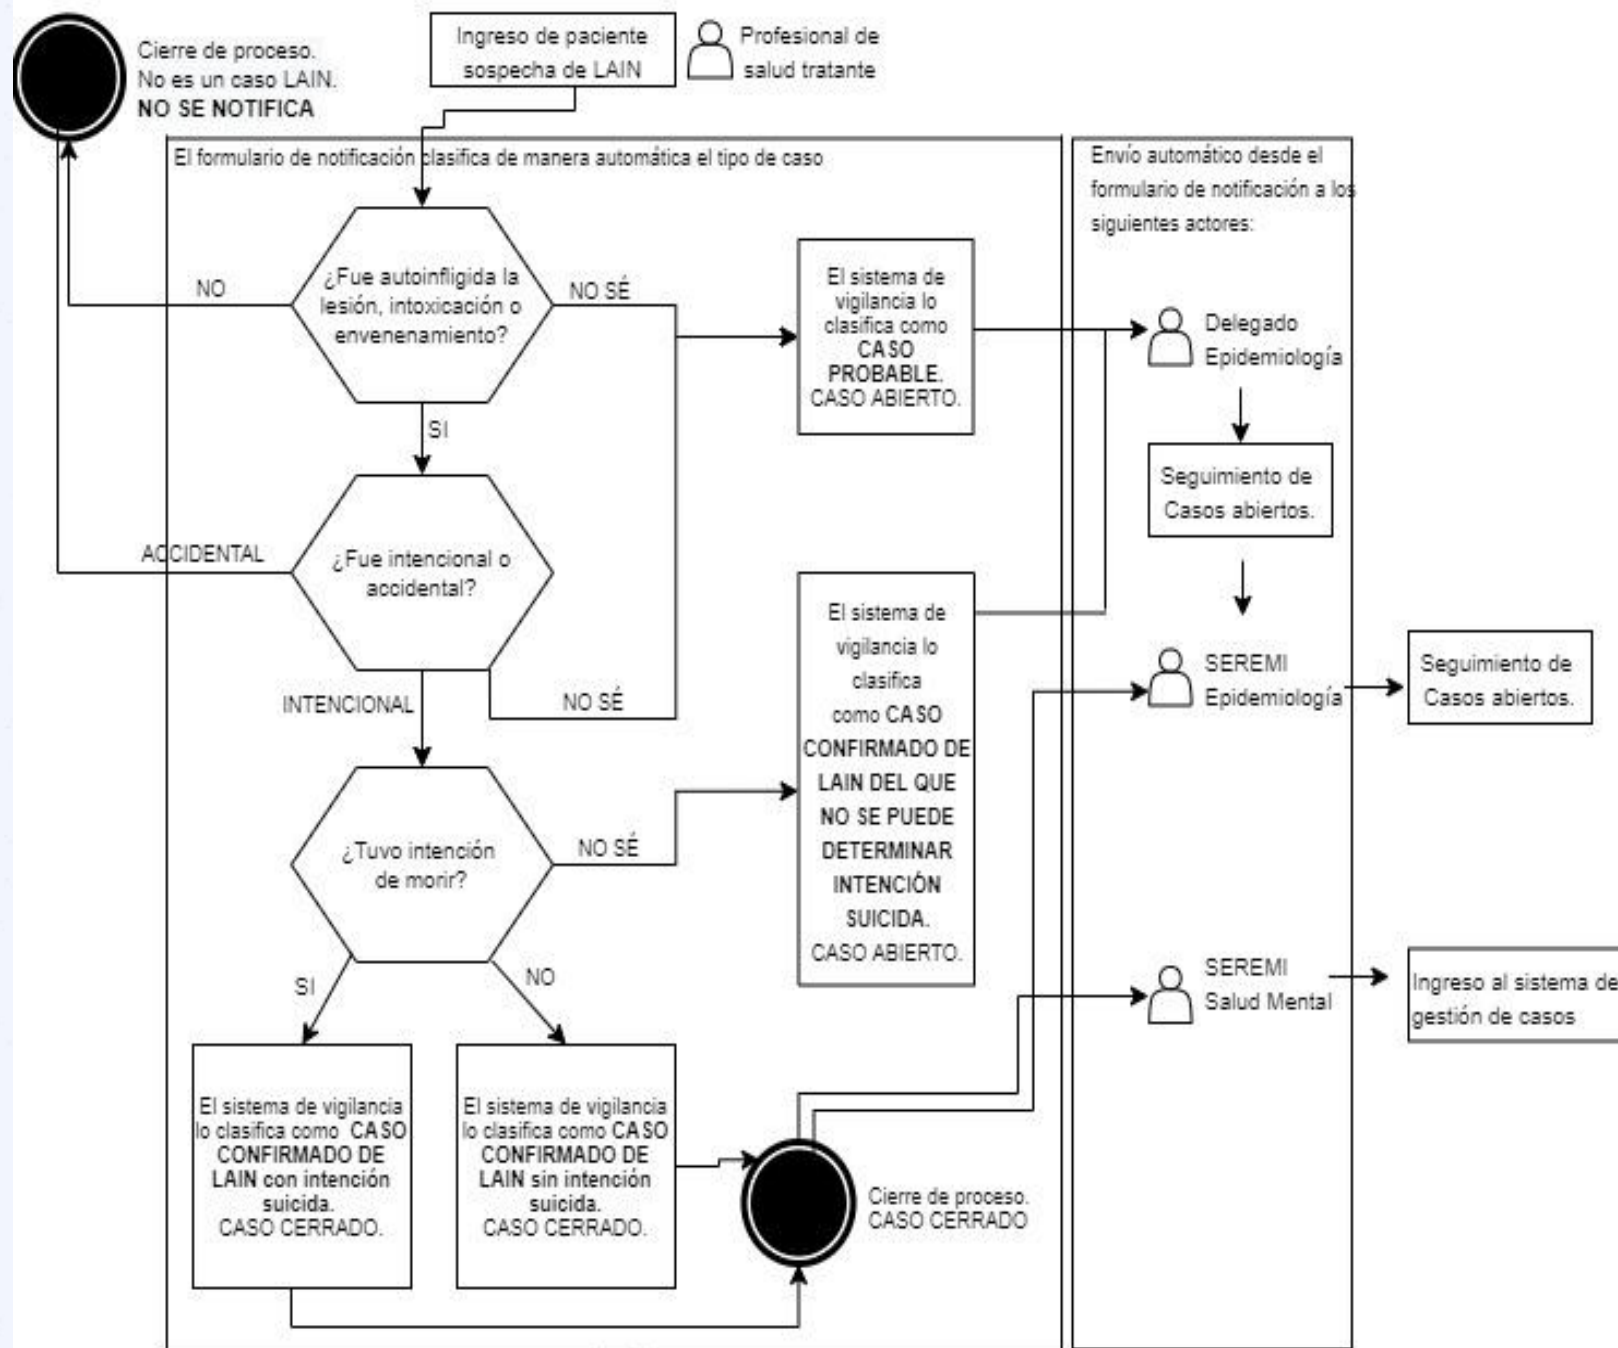 Cierre de proceso.
No es un caso LAIN.
NO SE NOTIFICA
Ingreso de paciente
sospecha de LAIN
Profesional de
salud tratante
El formulario de notificación clasifica de manera automática el tipo de caso
Envío automático desde el
formulario de notificación a los
siguientes actores:
¿Fue autoinfligida la
lesión, intoxicación o
envenenamiento?
NO
NO SÉ
SI
El sistema de
vigilancia lo
clasifica como
CASO
PROBABLE.
CASO ABIERTO.
Delegado
Epidemiología
Seguimiento de
Casos abiertos.
ACCIDENTAL
¿Fue intencional o
accidental?
INTENCIONAL
NO SÉ
El sistema de
vigilancia lo
clasifica
como CASO
CONFIRMADO DE
LAIN DEL QUE
NO SE PUEDE
DETERMINAR
INTENCIÓN
SUICIDA.
CASO ABIERTO.
SEREMI
Epidemiología
Seguimiento de
Casos abiertos.
¿Tuvo intención
de morir?
NO SÉ
SI
NO
SEREMI
Salud Mental
Ingreso al sistema de
gestión de casos
El sistema de vigilancia
lo clasifica como CASO
CONFIRMADO DE
LAIN con intención
suicida.
CASO CERRADO.
El sistema de vigilancia
lo clasifica como CASO
CONFIRMADO DE
LAIN sin intención
suicida.
CASO CERRADO.
Cierre de proceso.
CASO CERRADO